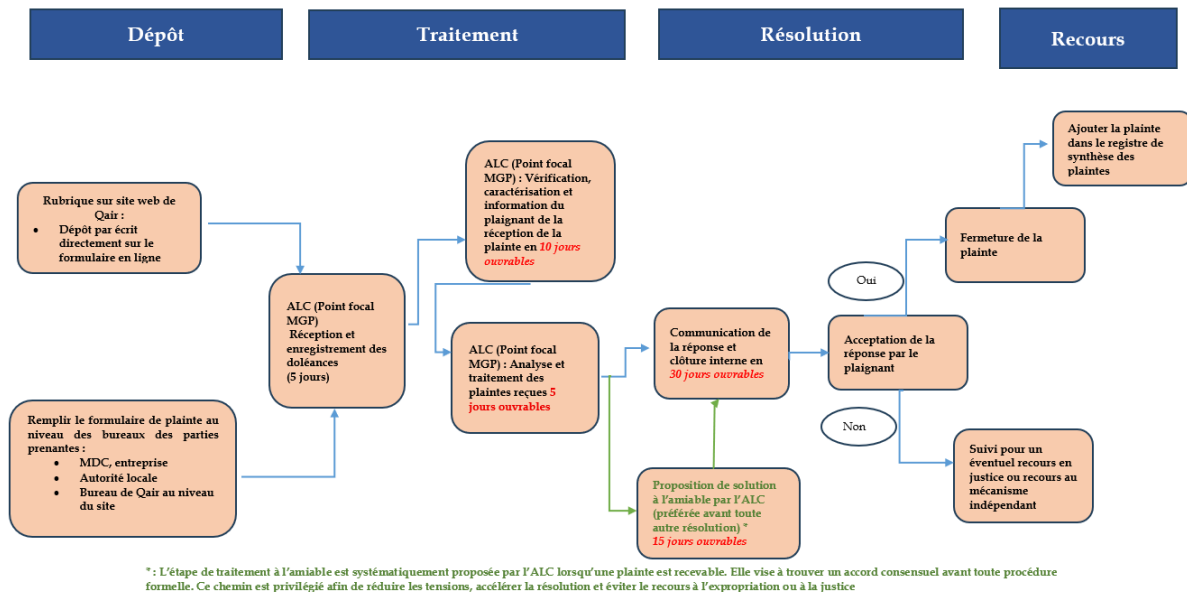 Dépôt
Traitement
Résolution
Recours
Rubrique sur site web de
Qair :
• Dépôt par écrit
directement sur le
formulaire en ligne
Remplir le formulaire de plainte au
niveau des bureaux des parties
prenantes :
• MDC, entreprise
• Autorité locale
• Bureau de Qair au niveau
du site
ALC (Point focal
MGP)
Réception et
enregistrement des
doléances
(5 jours)
ALC (Point focal
MGP) : Vérification,
caractérisation et
information du
plaignant de la
réception de la
plainte en 10 jours
ouvrables
ALC (Point focal
MGP) : Analyse et
traitement des
plaintes reçues 5
jours ouvrables
Communication de
la réponse et
clôture interne en
30 jours ouvrables
Proposition de solution
à l'amiable par l'ALC
(préférée avant toute
autre résolution) *
15 jours ouvrables
Acceptation de la
réponse par le
plaignant
Oui
Non
Fermeture de la
plainte
Ajouter la plainte
dans le registre de
synthèse des
plaintes
Suivi pour un
éventuel recours en
justice ou recours au
mécanisme
indépendant
* : L'étape de traitement à l'amiable est systématiquement proposée par l'ALC lorsqu'une plainte est recevable. Elle vise à trouver un accord consensuel avant toute procédure
formelle. Ce chemin est privilégié afin de réduire les tensions, accélérer la résolution et éviter le recours à l'expropriation ou à la justice